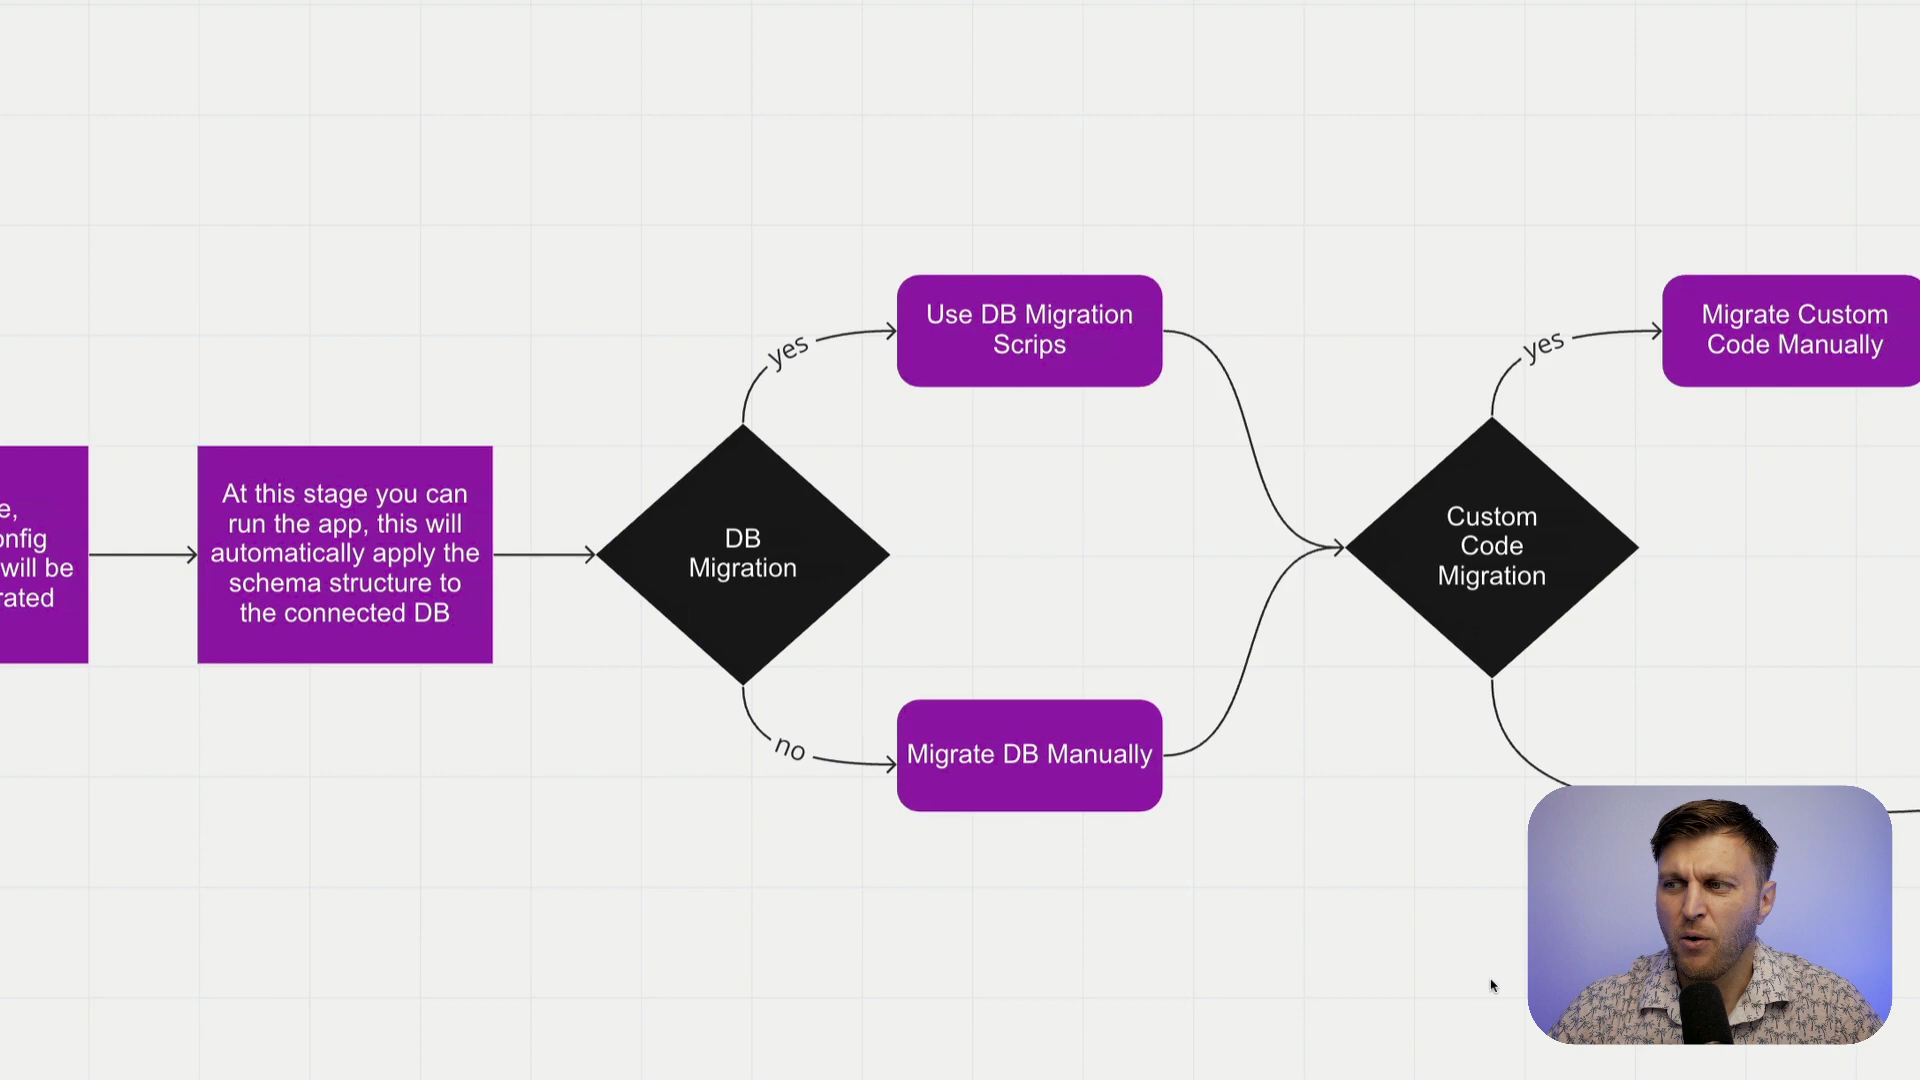 e,
onfig
will be
rated
At this stage you can
run the app, this will
automatically apply the
schema structure to
the connected DB
DB
Migration
yes
Use DB Migration
Scrips
no
Migrate DB Manually
Custom
Code
Migration
yes
Migrate Custom
Code Manually